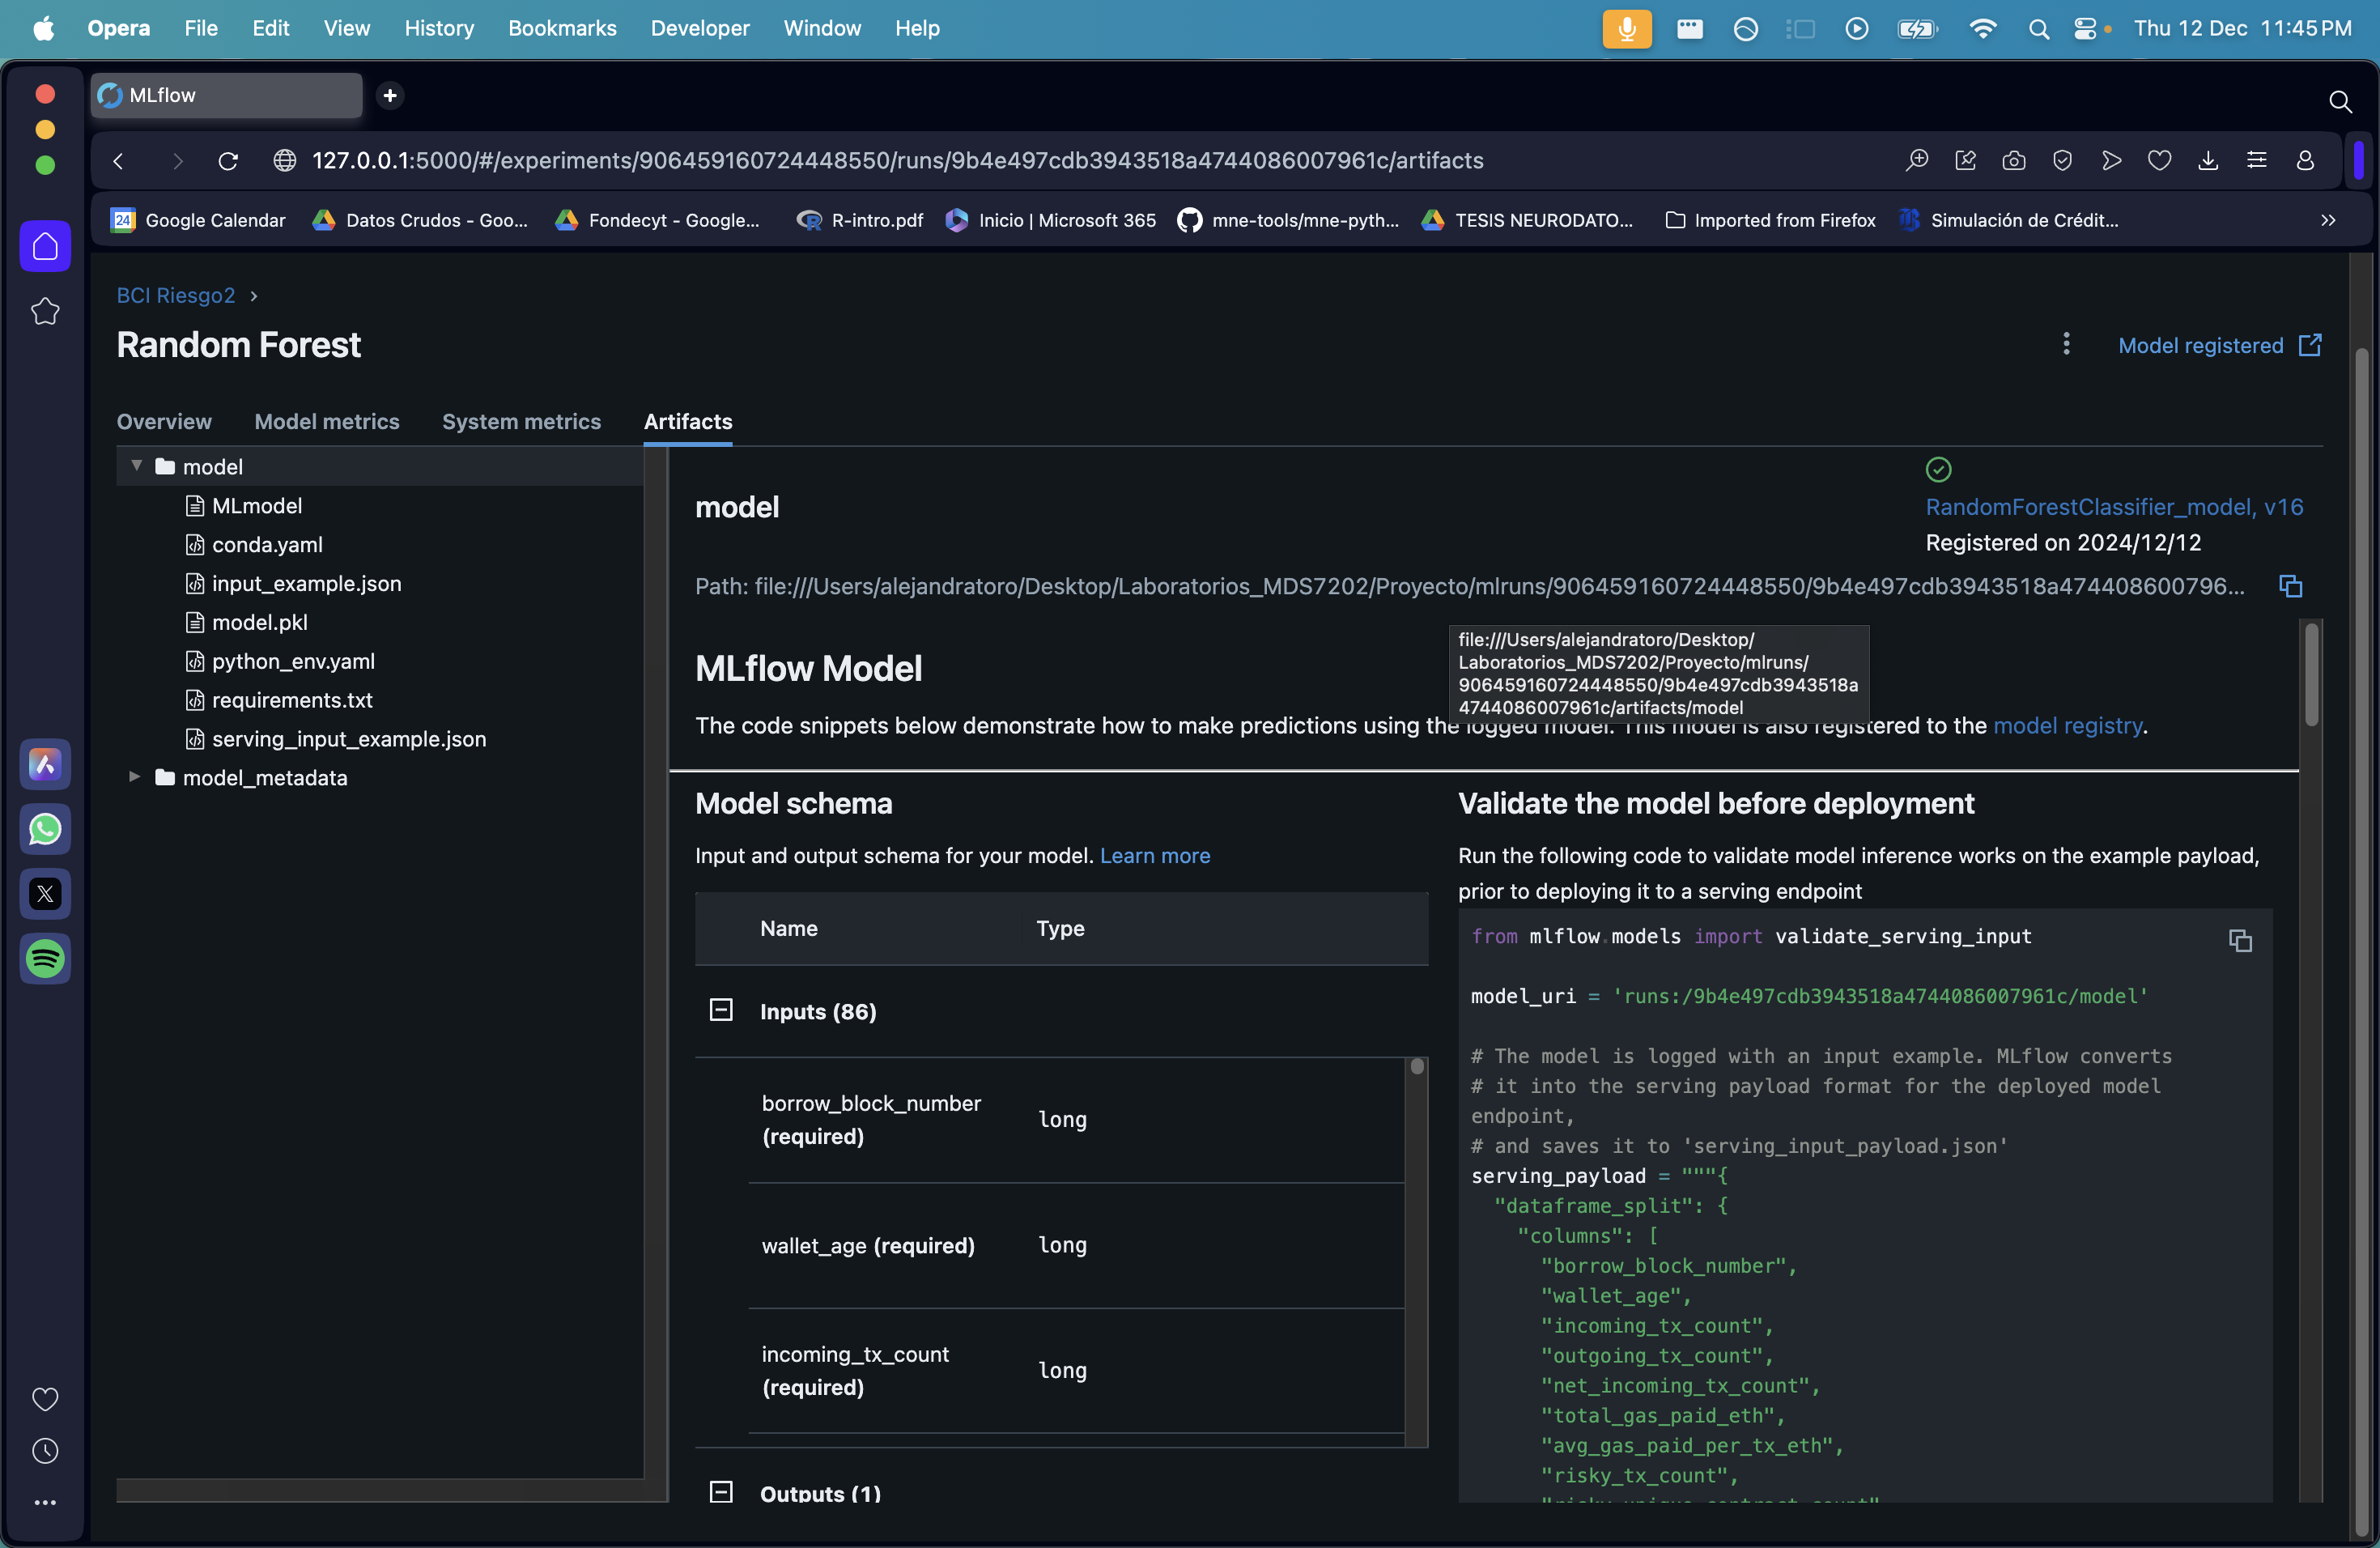 Opera File Edit View History Bookmarks Developer Window Help Thu 12 Dec 11:45 PM
MLflow
127.0.0.1:5000/#/experiments/906459160724448550/runs/9b4e497cdb3943518a4744086007961c/artifacts
24 Google Calendar Datos Crudos - Goo... Fondecyt - Google... R-intro.pdf Inicio | Microsoft 365 mne-tools/mne-pyth... TESIS NEURODATO... Imported from Firefox Simulación de Crédit...
BCI Riesgo2
Random Forest
Model registered
Overview Model metrics System metrics Artifacts
model
MLmodel
conda.yaml
input_example.json
model.pkl
python_env.yaml
requirements.txt
serving_input_example.json
model_metadata
model
RandomForestClassifier_model, v16
Registered on 2024/12/12
Path: file:///Users/alejandratoro/Desktop/Laboratorios_MDS7202/Proyecto/mlruns/906459160724448550/9b4e497cdb3943518a474408600796...
file:///Users/alejandratoro/Desktop/
Laboratorios_MDS7202/Proyecto/mlruns/
906459160724448550/9b4e497cdb3943518a
4744086007961c/artifacts/model
MLflow Model
The code snippets below demonstrate how to make predictions using the logged model. This model is also registered to the model registry.
Model schema
Input and output schema for your model. Learn more
Name Type
Inputs (86)
borrow_block_number
(required)
long
wallet_age (required) long
incoming_tx_count
(required)
long
Outputs (1)
Validate the model before deployment
Run the following code to validate model inference works on the example payload,
prior to deploying it to a serving endpoint
from mlflow.models import validate_serving_input
model_uri = 'runs:/9b4e497cdb3943518a4744086007961c/model'
# The model is logged with an input example. MLflow converts
# it into the serving payload format for the deployed model
endpoint,
# and saves it to 'serving_input_payload.json'
serving_payload = """{
"dataframe_split": {
"columns": [
"borrow_block_number",
"wallet_age",
"incoming_tx_count",
"outgoing_tx_count",
"net_incoming_tx_count",
"total_gas_paid_eth",
"avg_gas_paid_per_tx_eth",
"risky_tx_count",
"risky_unique_contract_count"